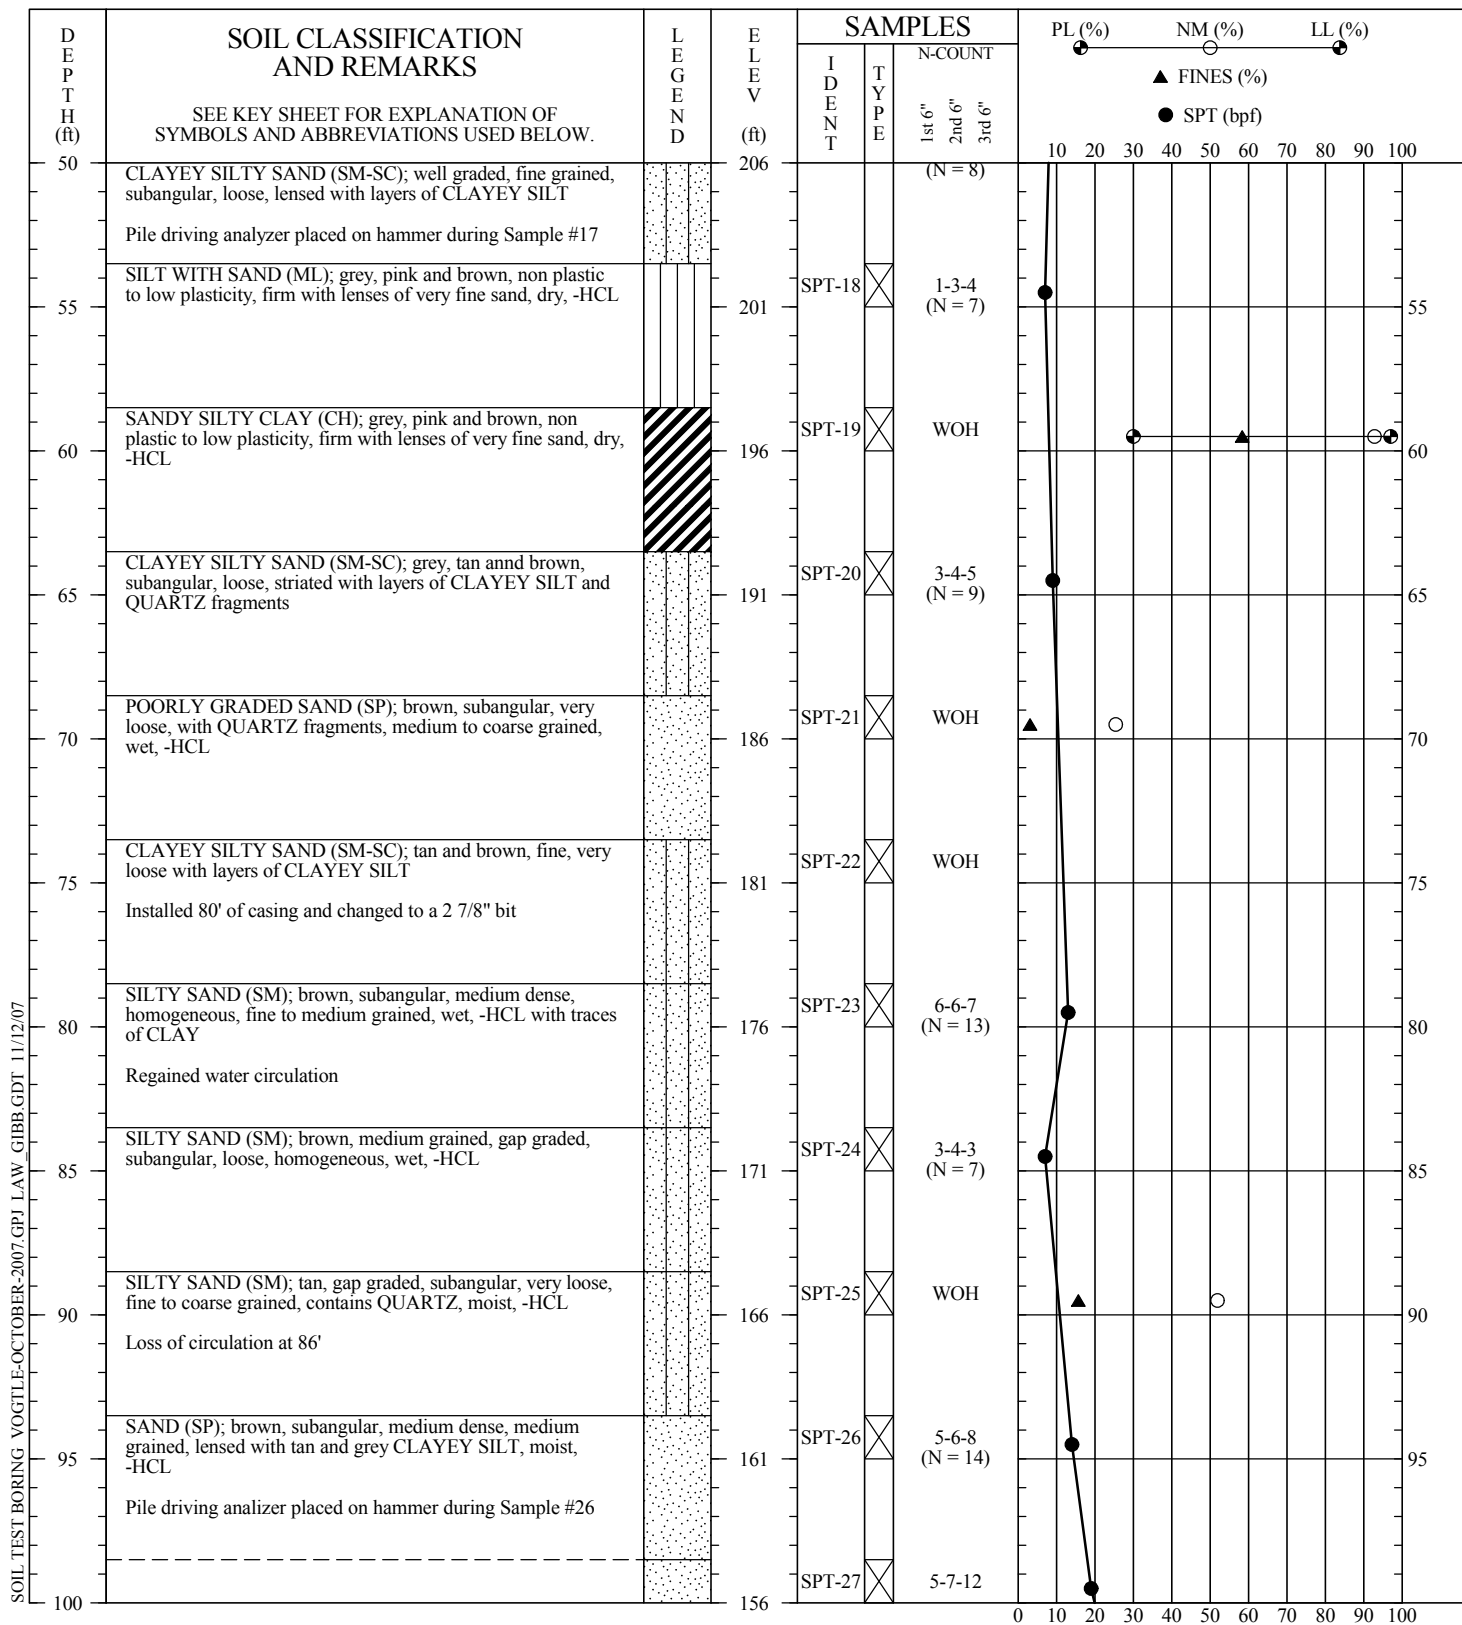 DEPTH
(ft)
SOIL CLASSIFICATION
AND REMARKS
SEE KEY SHEET FOR EXPLANATION OF
SYMBOLS AND ABBREVIATIONS USED BELOW.
LEGEND
ELEV
(ft)
SAMPLES
IDENT
TYPE
N-COUNT
1st 6"
2nd 6"
3rd 6"
PL (%)
NM (%)
LL (%)
FINES (%)
SPT (bpf)
10 20 30 40 50 60 70 80 90 100
50
CLAYEY SILTY SAND (SM-SC); well graded, fine grained,
subangular, loose, lensed with layers of CLAYEY SILT
Pile driving analyzer placed on hammer during Sample #17
206
(N = 8)
SILT WITH SAND (ML); grey, pink and brown, non plastic
to low plasticity, firm with lenses of very fine sand, dry, -HCL
SPT-18
1-3-4
(N = 7)
55
201
55
SANDY SILTY CLAY (CH); grey, pink and brown, non
plastic to low plasticity, firm with lenses of very fine sand, dry,
-HCL
SPT-19
WOH
60
196
60
CLAYEY SILTY SAND (SM-SC); grey, tan annd brown,
subangular, loose, striated with layers of CLAYEY SILT and
QUARTZ fragments
SPT-20
3-4-5
(N = 9)
65
191
65
POORLY GRADED SAND (SP); brown, subangular, very
loose, with QUARTZ fragments, medium to coarse grained,
wet, -HCL
SPT-21
WOH
70
186
70
CLAYEY SILTY SAND (SM-SC); tan and brown, fine, very
loose with layers of CLAYEY SILT
Installed 80' of casing and changed to a 2 7/8" bit
SPT-22
WOH
75
181
75
SILTY SAND (SM); brown, subangular, medium dense,
homogeneous, fine to medium grained, wet, -HCL with traces
of CLAY
Regained water circulation
SPT-23
6-6-7
(N = 13)
80
176
80
SILTY SAND (SM); brown, medium grained, gap graded,
subangular, loose, homogeneous, wet, -HCL
SPT-24
3-4-3
(N = 7)
85
171
85
SILTY SAND (SM); tan, gap graded, subangular, very loose,
fine to coarse grained, contains QUARTZ, moist, -HCL
Loss of circulation at 86'
SPT-25
WOH
90
166
90
SAND (SP); brown, subangular, medium dense, medium
grained, lensed with tan and grey CLAYEY SILT, moist,
-HCL
Pile driving analizer placed on hammer during Sample #26
SPT-26
5-6-8
(N = 14)
95
161
95
SPT-27
5-7-12
100
156
0 10 20 30 40 50 60 70 80 90 100
SOIL TEST BORING VOGTLE-OCTOBER-2007.GPJ LAW_GIBB.GDT 11/12/07